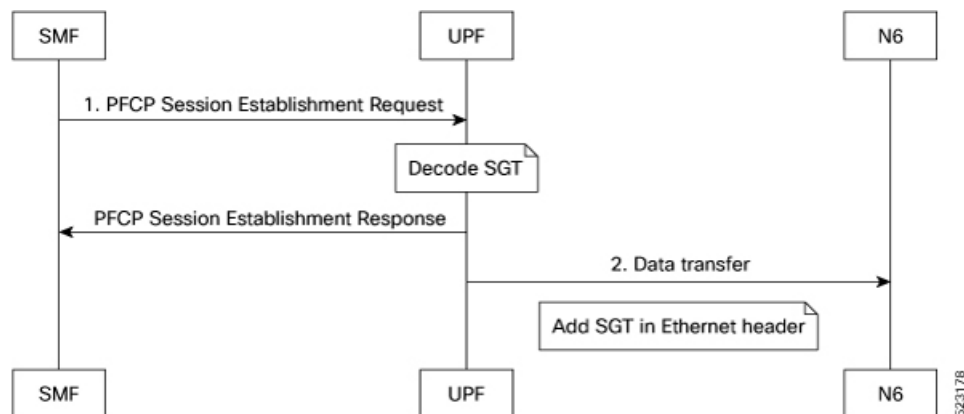 SMF
UPF
N6
1. PFCP Session Establishment Request
Decode SGT
PFCP Session Establishment Response
2. Data transfer
Add SGT in Ethernet header
SMF
UPF
N6
523178